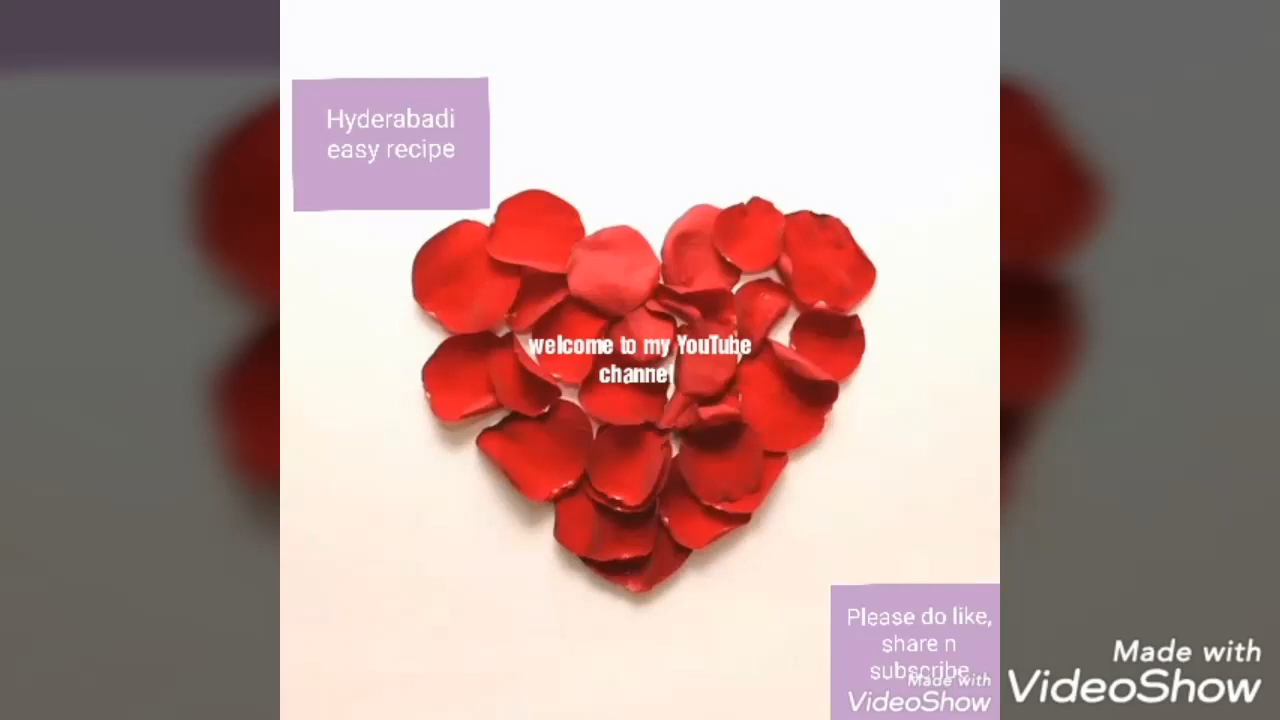 Hyderabadi
easy recipe
welcome to my YouTube
channel
Please do like,
share n
subscribe
Made with
VideoShow
Made with
VideoShow